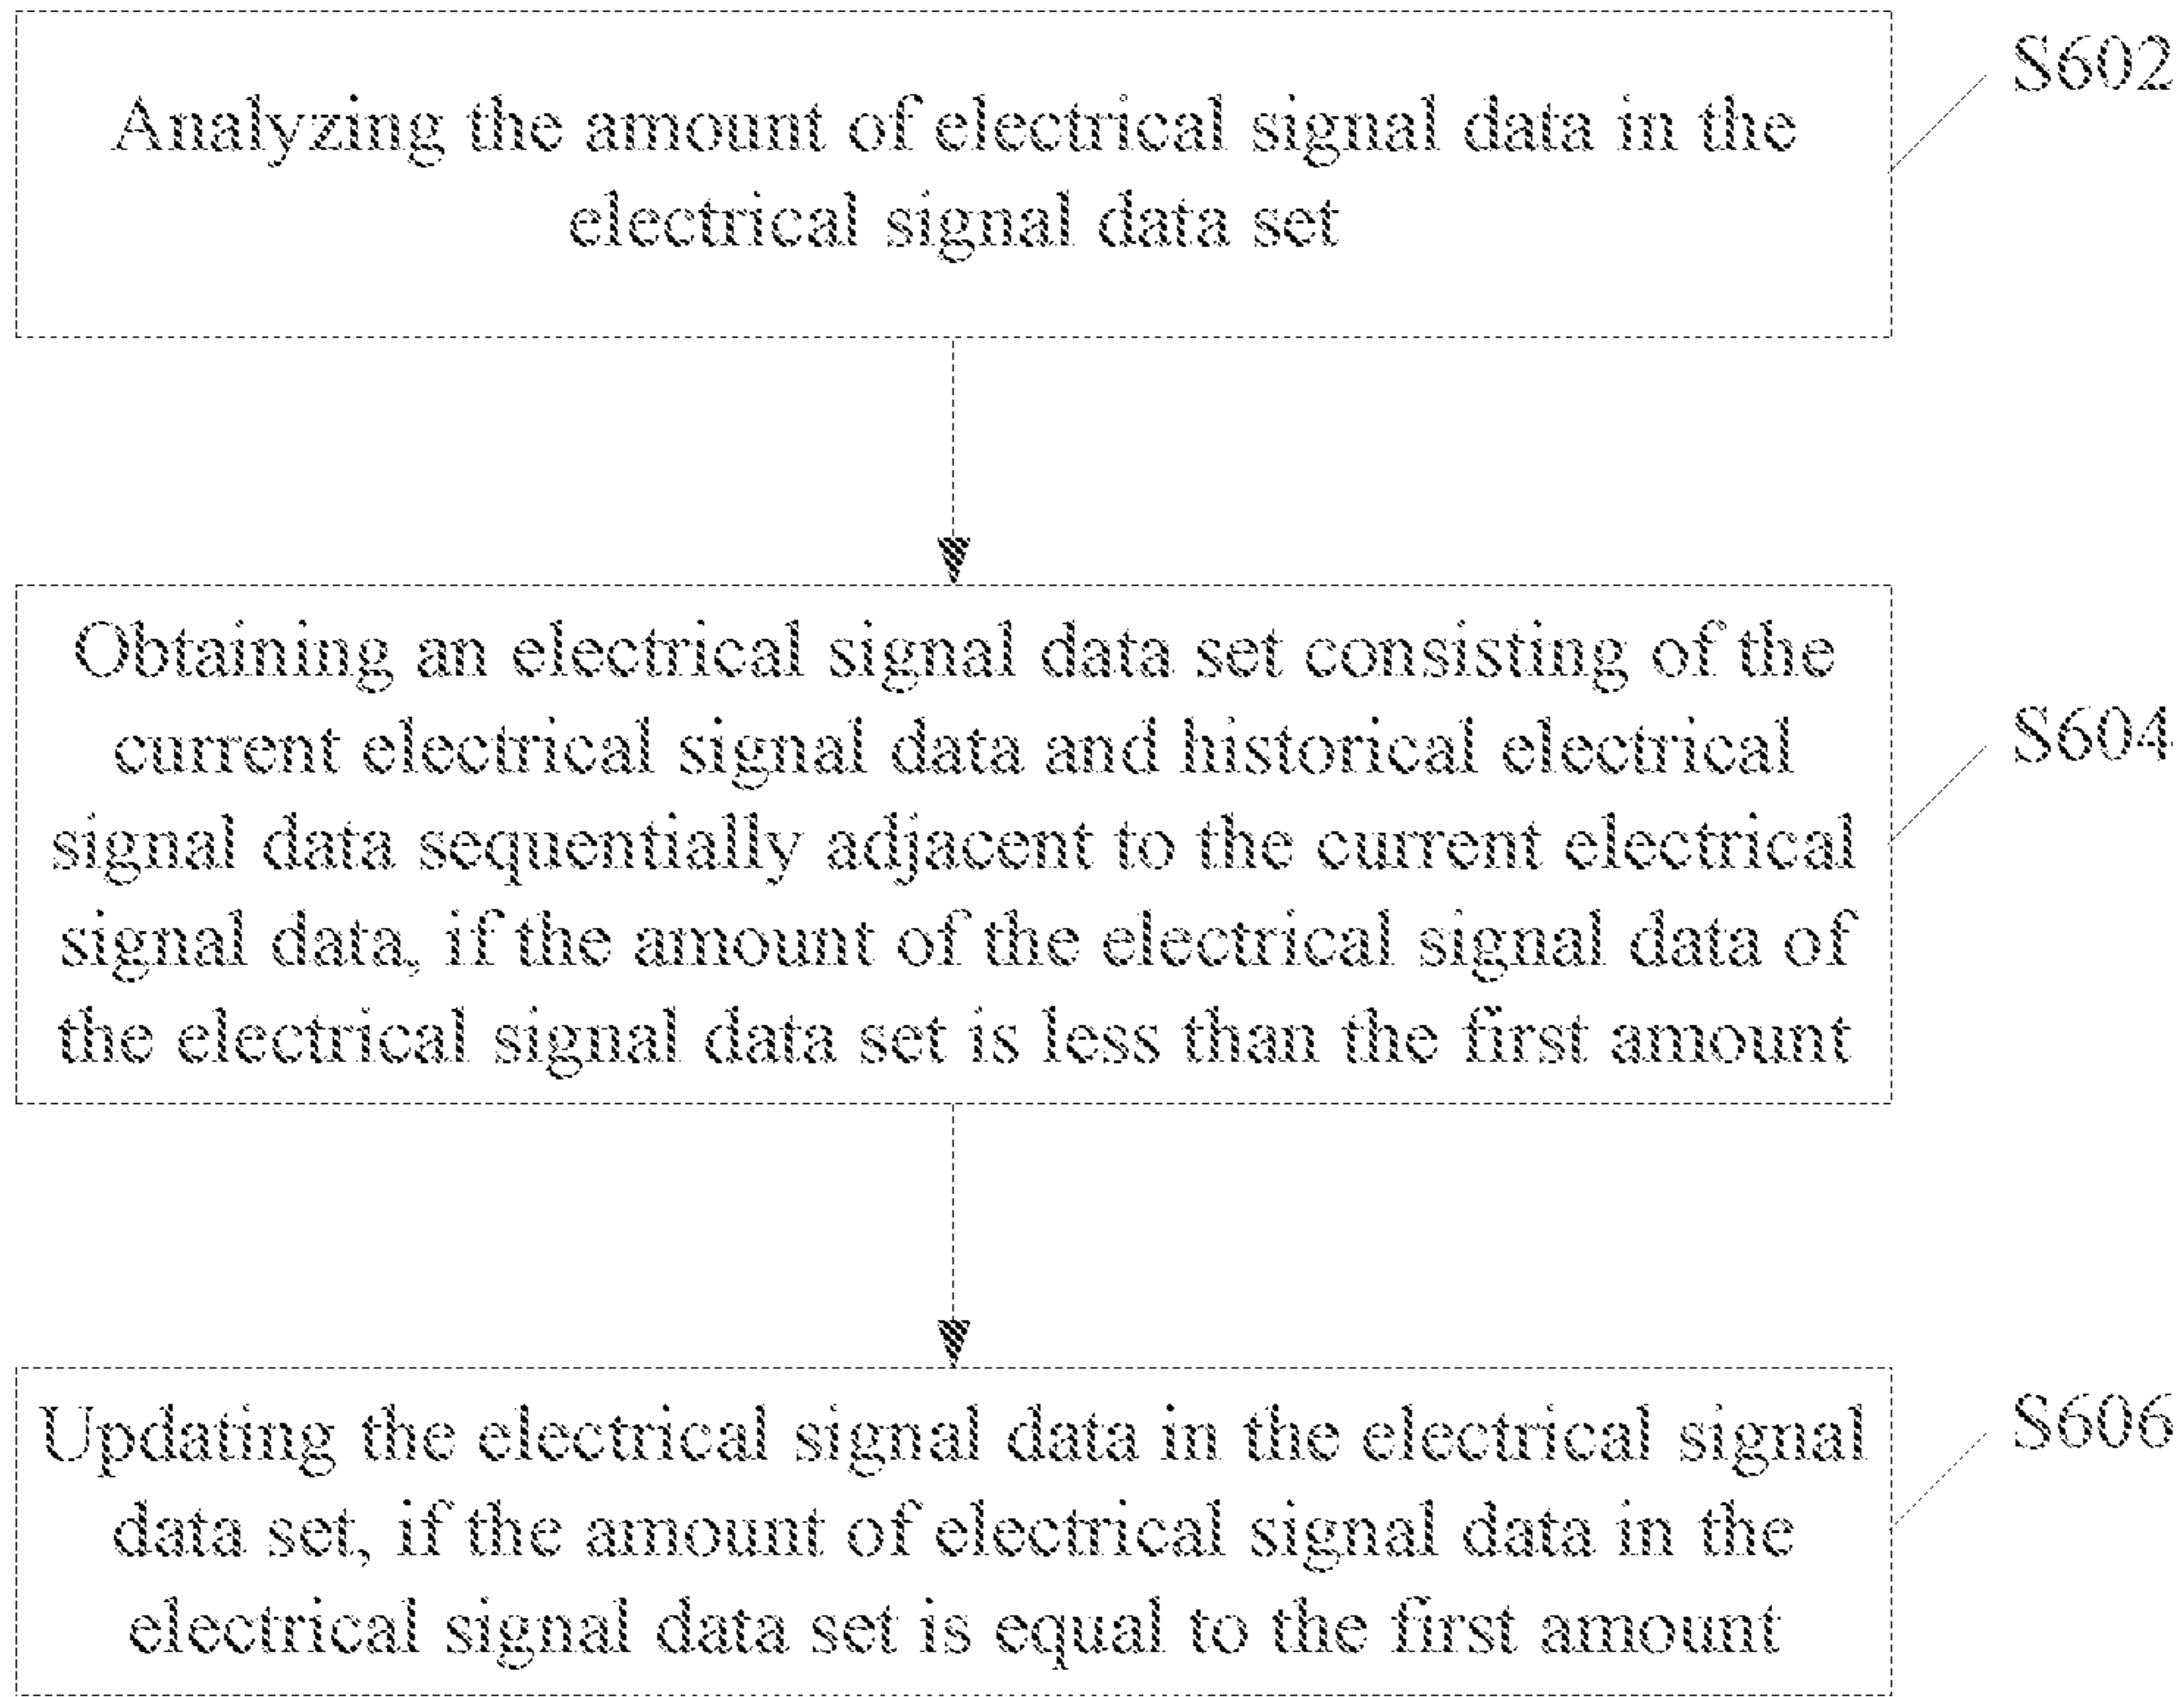 S602
Analyzing the amount of electrical signal data in the
electrical signal data set
Obtaining an electrical signal data set consisting of the
current electrical signal data and historical electrical
S604
signal data sequentially adjacent to the current electrical
signal data, if the amount of the electrical signal data of
the electrical signal data set is less than the first amount
Updating the electrical signal data in the electrical signal
S606
data set, if the amount of electrical signal data in the
electrical signal data set is equal to the first amount